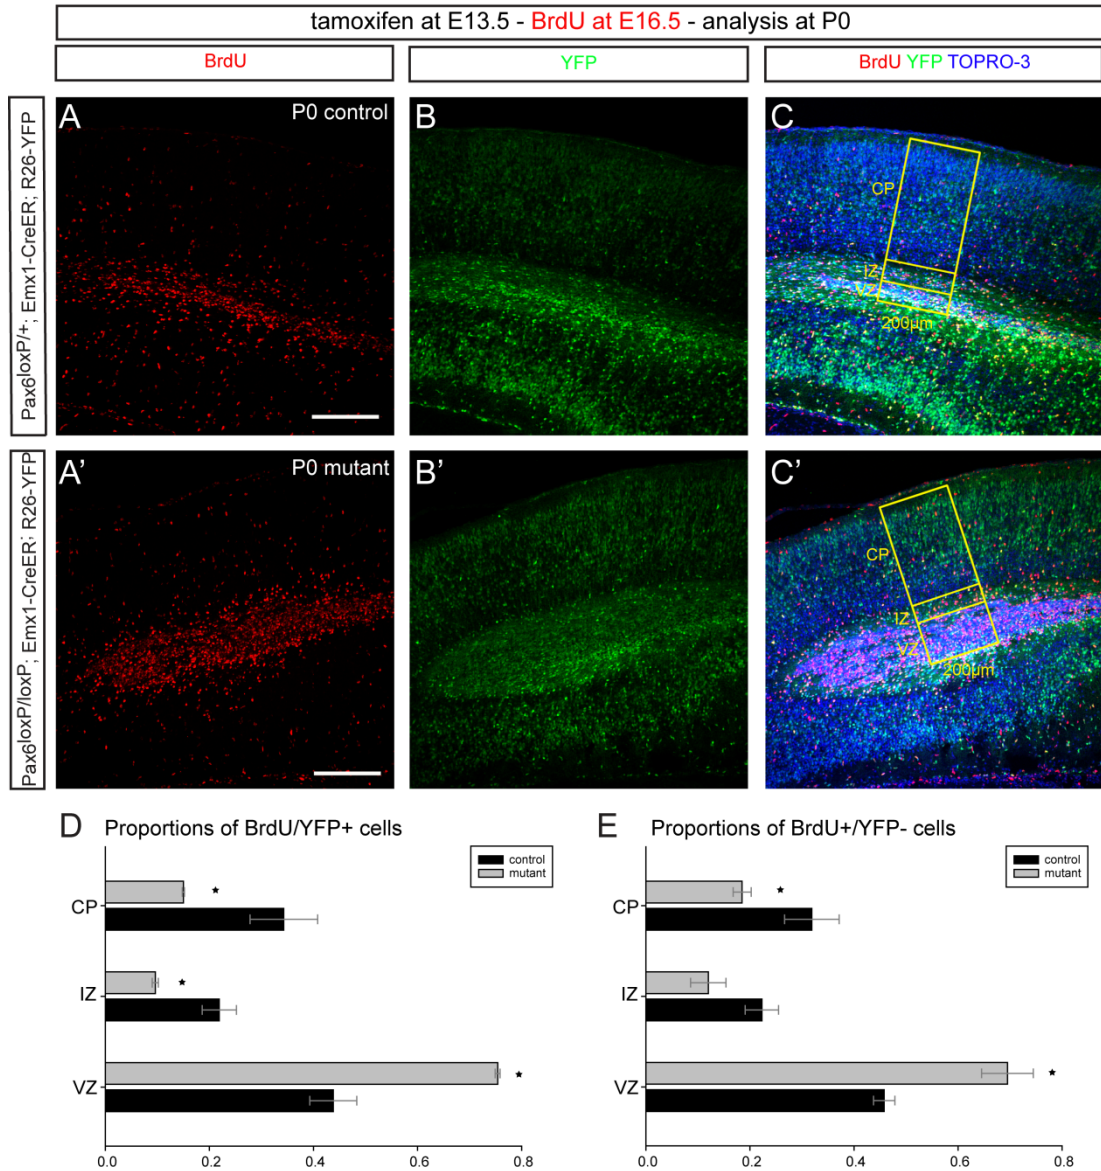 tamoxifen at E13.5 - BrdU at E16.5 - analysis at P0
BrdU
YFP
BrdU YFP TOPRO-3
Pax6loxP/+; Emx1-CreER; R26-YFP
A
P0 control
B
C
CP
IZ
VZ
200µm
Pax6loxP/loxP; Emx1-CreER; R26-YFP
A'
P0 mutant
B'
C'
CP
IZ
VZ
200µm
D Proportions of BrdU/YFP+ cells
control
mutant
CP
IZ
VZ
0.0 0.2 0.4 0.6 0.8
E Proportions of BrdU+/YFP- cells
control
mutant
CP
IZ
VZ
0.0 0.2 0.4 0.6 0.8